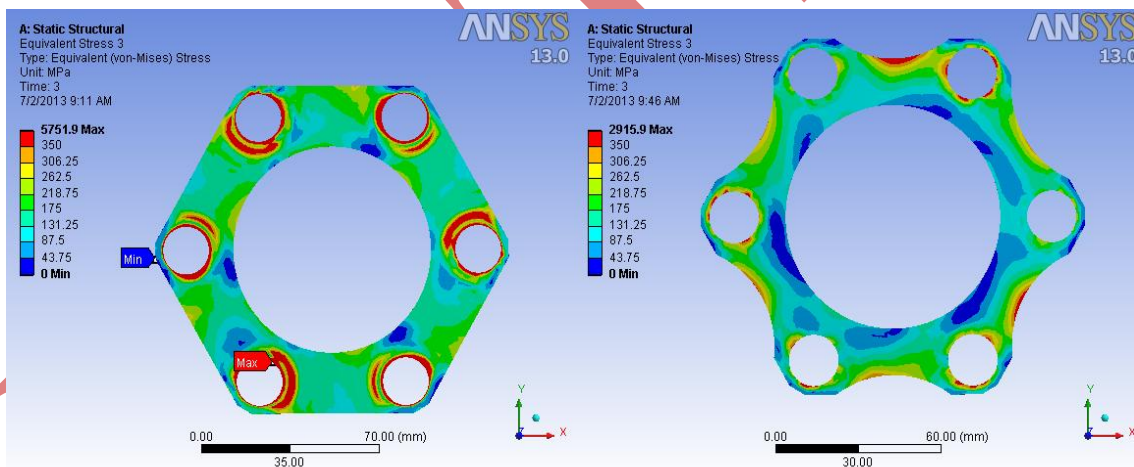 A: Static Structural
Equivalent Stress 3
Type: Equivalent (von-Mises) Stress
Unit: MPa
Time: 3
7/2/2013 9:11 AM
5751.9 Max
350
306.25
262.5
218.75
175
131.25
87.5
43.75
0 Min
ANSYS
13.0
Min
Max
0.00
70.00 (mm)
35.00
Y
Z
X
A: Static Structural
Equivalent Stress 3
Type: Equivalent (von-Mises) Stress
Unit: MPa
Time: 3
7/2/2013 9:46 AM
2915.9 Max
350
306.25
262.5
218.75
175
131.25
87.5
43.75
0 Min
ANSYS
13.0
0.00
60.00 (mm)
30.00
Y
Z
X